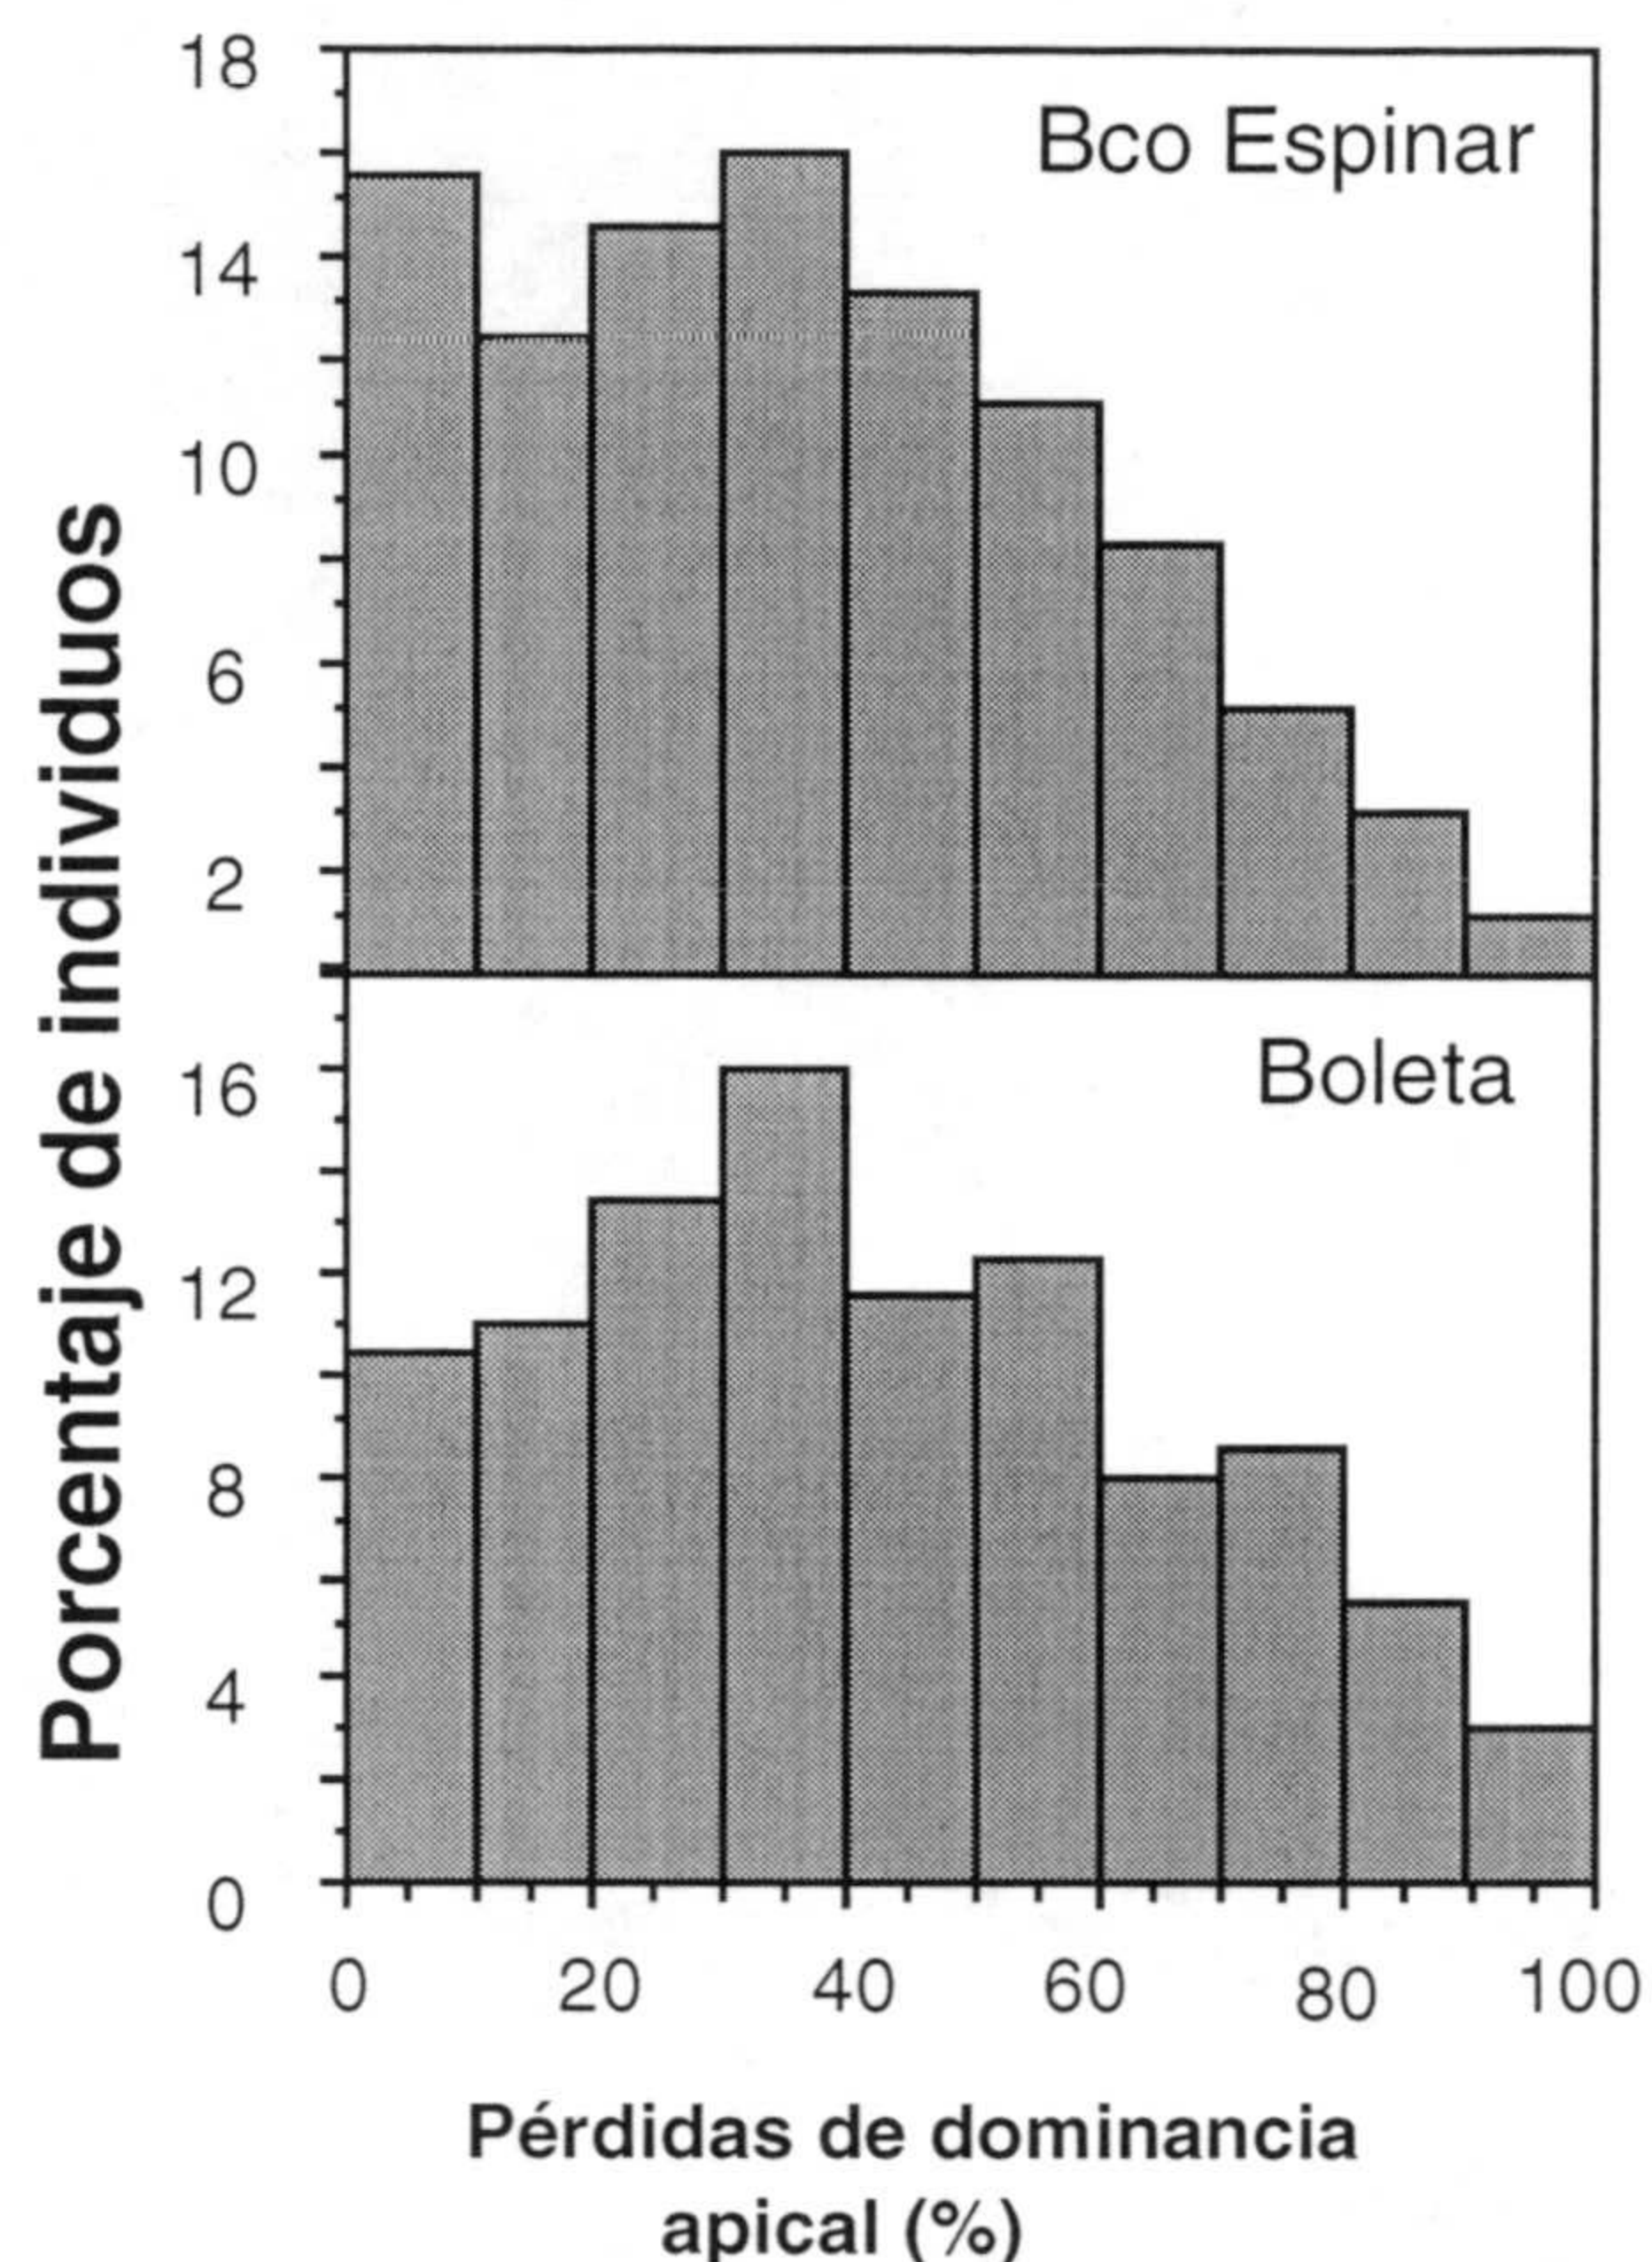 Porcentaje de individuos
18
Bco Espinar
14
10
6
2
Boleta
16
12
8
4
0
0 20 40 60 80 100
Pérdidas de dominancia
apical (%)